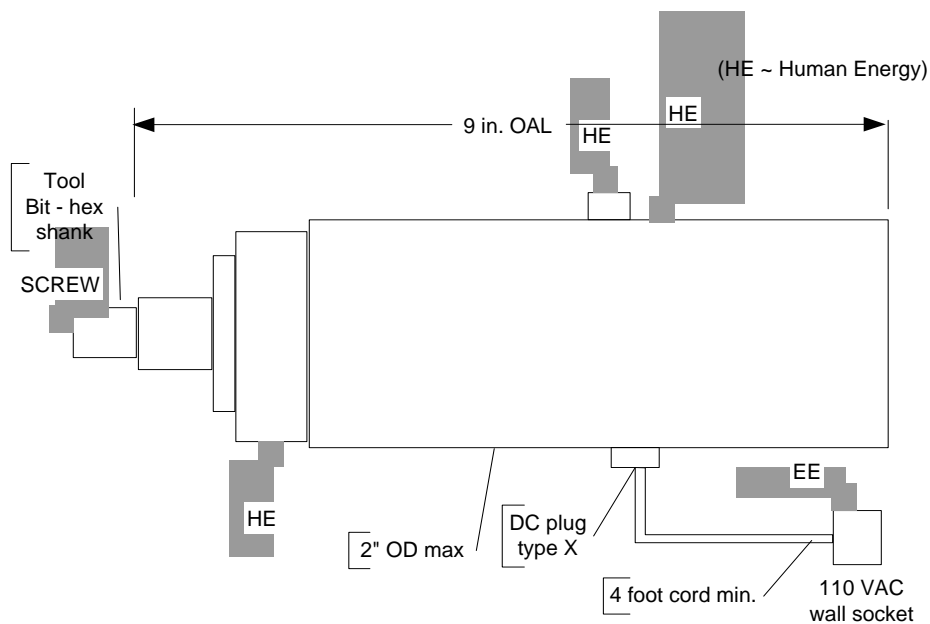 (HE ~ Human Energy)
HE
9 in. OAL
HE
Tool
Bit - hex
shank
SCREW
EE
HE
DC plug
type X
2" OD max
4 foot cord min.
110 VAC
wall socket